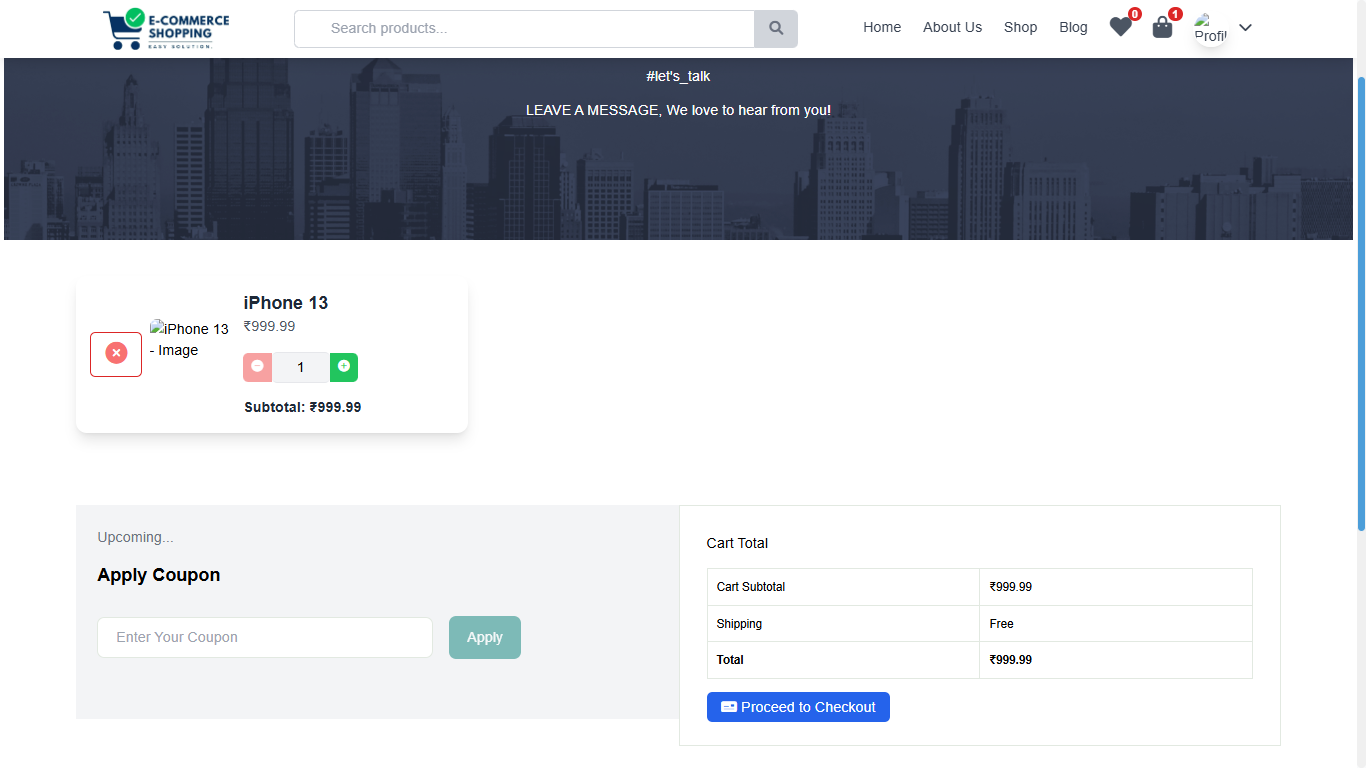 E-COMMERCE
SHOPPING
EASY SOLUTION.
Search products...
Home
About Us
Shop
Blog
0
1
Profil
#let's_talk
LEAVE A MESSAGE, We love to hear from you!
iPhone 13
- Image
iPhone 13
₹999.99
1
Subtotal: ₹999.99
Upcoming...
Apply Coupon
Enter Your Coupon
Apply
Cart Total
Cart Subtotal ₹999.99
Shipping Free
Total ₹999.99
Proceed to Checkout